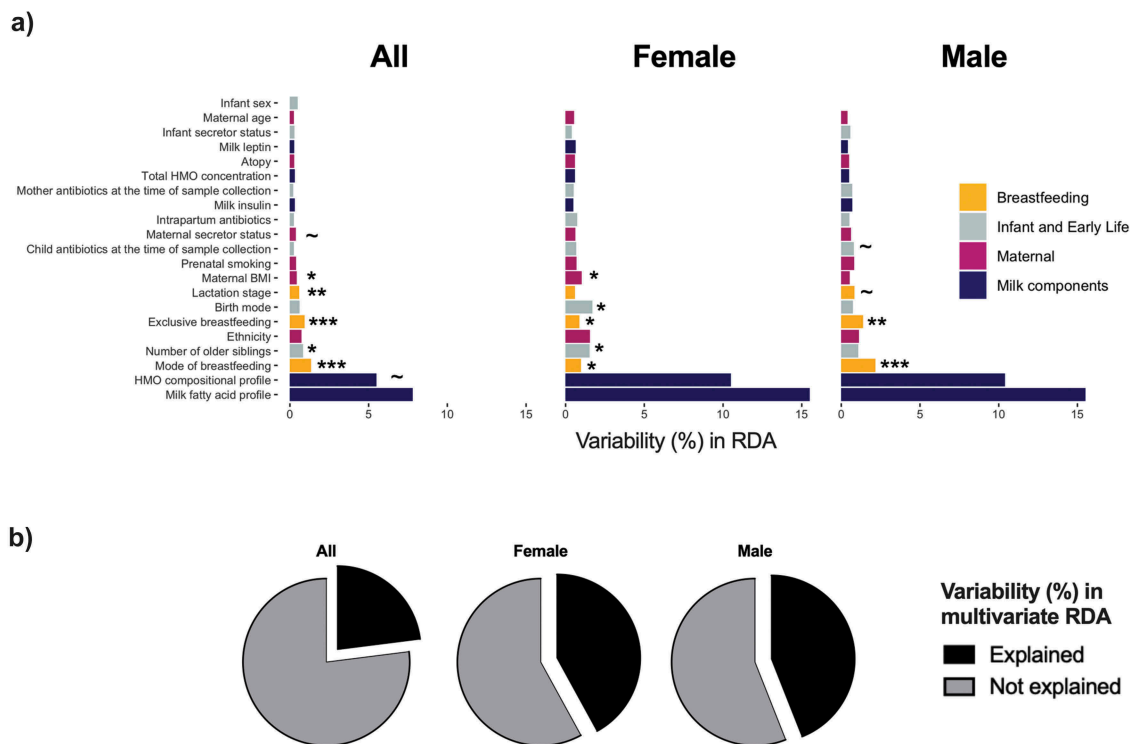 a)
All
Female
Male
Infant sex
Maternal age
Infant secretor status
Milk leptin
Atopy
Total HMO concentration
Mother antibiotics at the time of sample collection
Milk insulin
Intrapartum antibiotics
Maternal secretor status
~
Child antibiotics at the time of sample collection
~
Prenatal smoking
Maternal BMI
*
*
Lactation stage
**
~
Birth mode
*
Exclusive breastfeeding
***
*
**
Ethnicity
Number of older siblings
*
*
Mode of breastfeeding
***
*
***
HMO compositional profile
~
Milk fatty acid profile
0 5 10 15
0 5 10 15
0 5 10 15
Variability (%) in RDA
Breastfeeding
Infant and Early Life
Maternal
Milk components
b)
All
Female
Male
Variability (%) in
multivariate RDA
Explained
Not explained